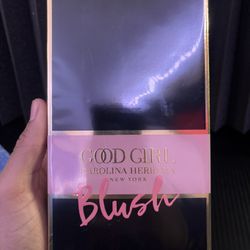 GOOD GIRL
CAROLINA HERRERA
NEW YORK
Blush